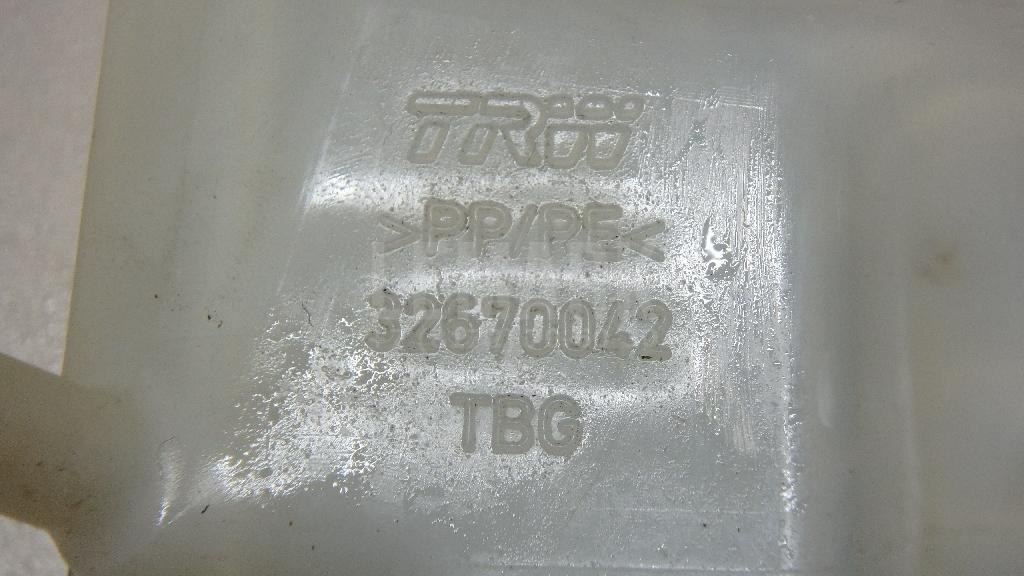 TRW
>PP/PE<
32670042
TBG